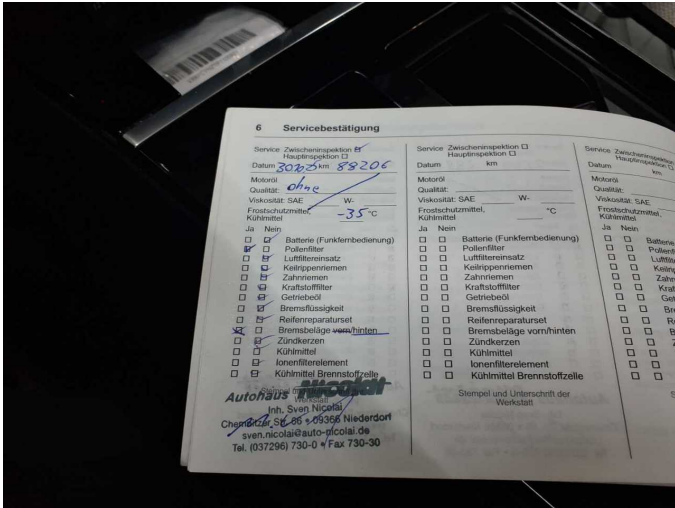 6 Servicebestätigung
Service Zwischeninspektion
Hauptinspektion
Datum km 88206
Motoröl
Qualität: ohne
Viskosität: SAE W-
Frostschutzmittel,
Kühlmittel -35 °C
Ja Nein
Batterie (Funkfernbedienung)
Pollenfilter
Luftfiltereinsatz
Keilrippenriemen
Zahnriemen
Kraftstofffilter
Getriebeöl
Bremsflüssigkeit
Reifenreparaturset
Bremsbeläge vorn/hinten
Zündkerzen
Kühlmittel
Ionenfilterelement
Kühlmittel Brennstoffzelle
Stempel
Werkstatt
Autohaus Nicolai
Inh. Sven Nicolai
Chemnitzer Str. 66 • 09366 Niederdorf
sven.nicolai@auto-nicolai.de
Tel. (037296) 730-0 • Fax 730-30
Service Zwischeninspektion
Hauptinspektion
Datum km
Motoröl
Qualität:
Viskosität: SAE W-
Frostschutzmittel,
Kühlmittel °C
Ja Nein
Batterie (Funkfernbedienung)
Pollenfilter
Luftfiltereinsatz
Keilrippenriemen
Zahnriemen
Kraftstofffilter
Getriebeöl
Bremsflüssigkeit
Reifenreparaturset
Bremsbeläge vorn/hinten
Zündkerzen
Kühlmittel
Ionenfilterelement
Kühlmittel Brennstoffzelle
Stempel und Unterschrift der
Werkstatt
Service Zwischeninspektion
Hauptinspektion
Datum km
Motoröl
Qualität:
Viskosität: SAE
Frostschutzmittel,
Kühlmittel
Ja Nein